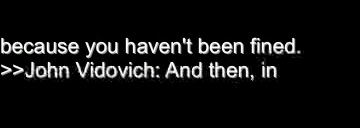 because you haven't been fined.
>>John Vidovich: And then, in